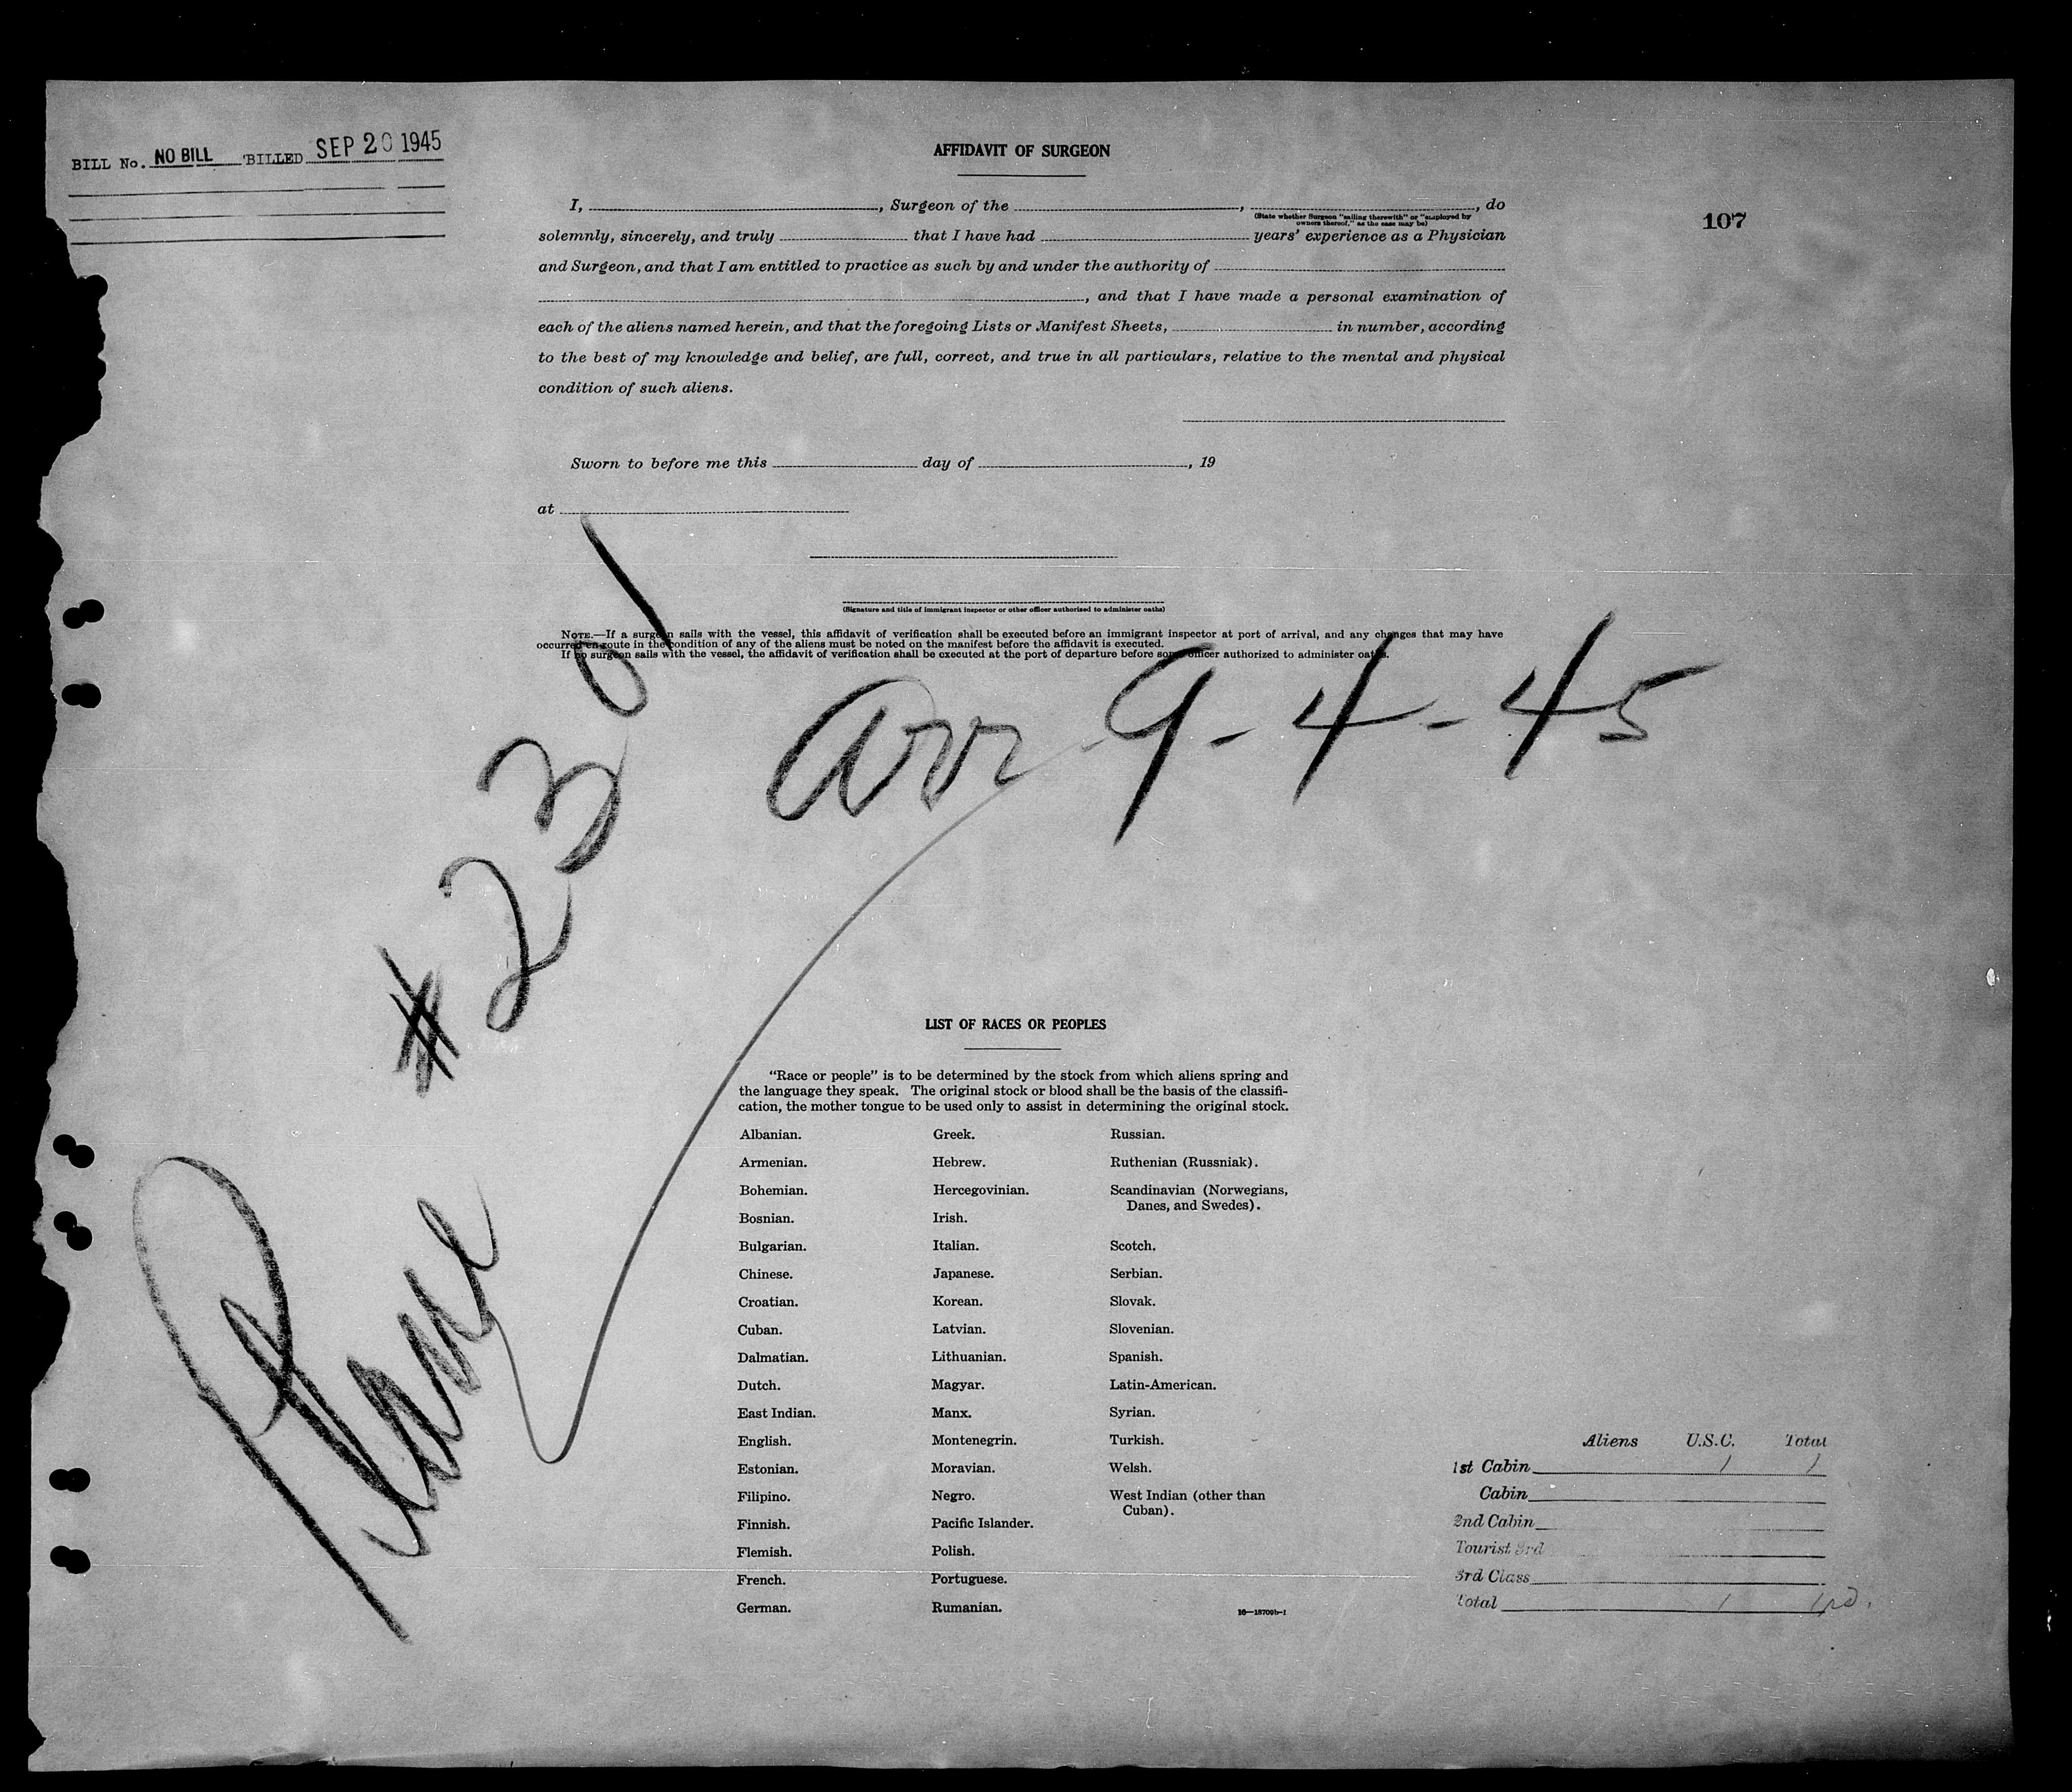 BILL No. NO BILL BILLED SEP 20 1945
AFFIDAVIT OF SURGEON
107
I, , Surgeon of the , , do
(State whether Surgeon "sailing therewith" or "employed by
owners thereof," as the case may be)
solemnly, sincerely, and truly that I have had years' experience as a Physician
and Surgeon, and that I am entitled to practice as such by and under the authority of
, and that I have made a personal examination of
each of the aliens named herein, and that the foregoing Lists or Manifest Sheets, in number, according
to the best of my knowledge and belief, are full, correct, and true in all particulars, relative to the mental and physical
condition of such aliens.
Sworn to before me this day of , 19
at
(Signature and title of immigrant inspector or other officer authorized to administer oaths)
NOTE.—If a surgeon sails with the vessel, this affidavit of verification shall be executed before an immigrant inspector at port of arrival, and any changes that may have
occurred en route in the condition of any of the aliens must be noted on the manifest before the affidavit is executed.
If no surgeon sails with the vessel, the affidavit of verification shall be executed at the port of departure before some officer authorized to administer oaths.
Plane #2301
Arr - 9-4-45
LIST OF RACES OR PEOPLES
"Race or people" is to be determined by the stock from which aliens spring and
the language they speak. The original stock or blood shall be the basis of the classifi-
cation, the mother tongue to be used only to assist in determining the original stock.
Albanian.
Armenian.
Bohemian.
Bosnian.
Bulgarian.
Chinese.
Croatian.
Cuban.
Dalmatian.
Dutch.
East Indian.
English.
Estonian.
Filipino.
Finnish.
Flemish.
French.
German.
Greek.
Hebrew.
Hercegovinian.
Irish.
Italian.
Japanese.
Korean.
Latvian.
Lithuanian.
Magyar.
Manx.
Montenegrin.
Moravian.
Negro.
Pacific Islander.
Polish.
Portuguese.
Rumanian.
Russian.
Ruthenian (Russniak).
Scandinavian (Norwegians,
Danes, and Swedes).
Scotch.
Serbian.
Slovak.
Slovenian.
Spanish.
Latin-American.
Syrian.
Turkish.
Welsh.
West Indian (other than
Cuban).
16—18709b-1
Aliens U.S.C. Total
1st Cabin 1 1
Cabin
2nd Cabin
Tourist 3rd
3rd Class
Total 1 1